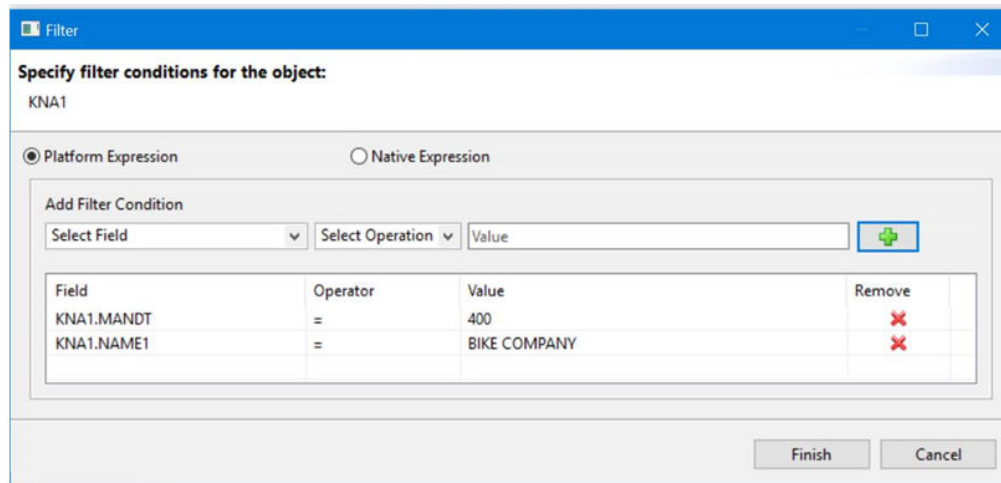 Filter
Specify filter conditions for the object:
KNA1
Platform Expression Native Expression
Add Filter Condition
Select Field Select Operation Value
Field Operator Value Remove
KNA1.MANDT = 400
KNA1.NAME1 = BIKE COMPANY
Finish Cancel